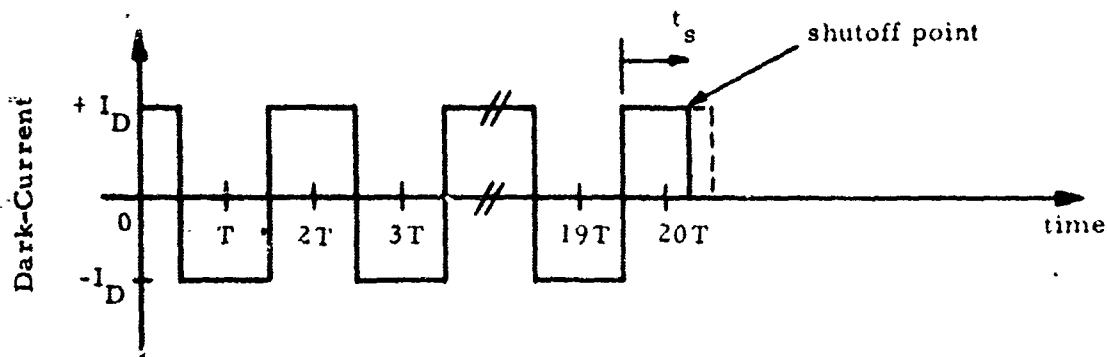 t_s
shutoff point
Dark-Current
+ I_D
0
T
2T
3T
19T
20T
time
-I_D